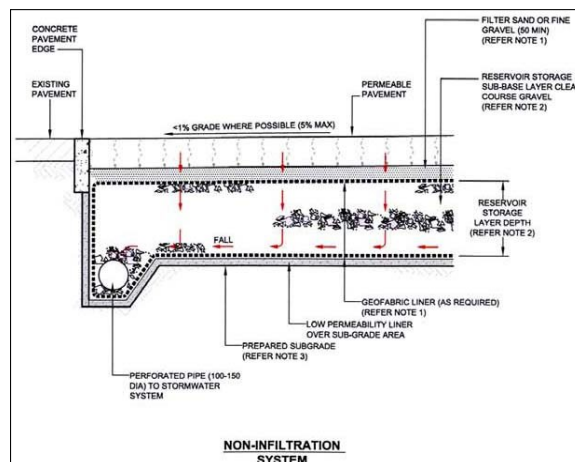 CONCRETE
PAVEMENT
EDGE
FILTER SAND OR FINE
GRAVEL (50 MIN)
(REFER NOTE 1)
EXISTING
PAVEMENT
PERMEABLE
PAVEMENT
RESERVOIR STORAGE
SUB-BASE LAYER CLEA
COURSE GRAVEL
(REFER NOTE 2)
<1% GRADE WHERE POSSIBLE (5% MAX)
RESERVOIR
STORAGE
LAYER DEPTH
(REFER NOTE 2)
FALL
GEOFABRIC LINER (AS REQUIRED)
(REFER NOTE 1)
LOW PERMEABILITY LINER
OVER SUB-GRADE AREA
PREPARED SUBGRADE
(REFER NOTE 3)
PERFORATED PIPE (100-150
DIA) TO STORMWATER
SYSTEM
NON-INFILTRATION
SYSTEM